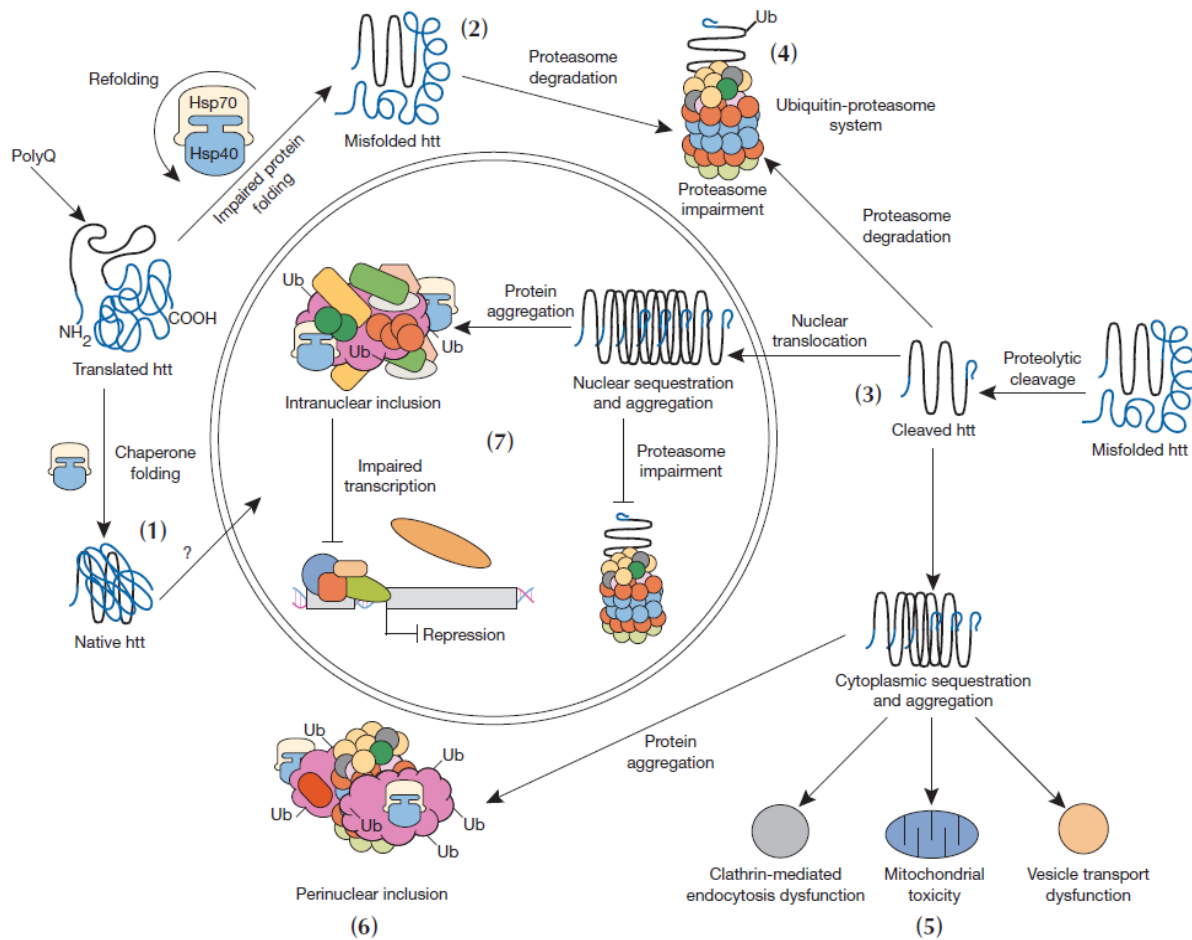 (2)
Ub
(4)
Proteasome
degradation
Refolding
Hsp70
Hsp40
Misfolded htt
Ubiquitin-proteasome
system
PolyQ
Impaired protein
folding
Proteasome
impairment
Proteasome
degradation
NH2
COOH
Translated htt
Ub
Ub
Ub
Protein
aggregation
Intranuclear inclusion
Nuclear sequestration
and aggregation
Nuclear
translocation
(3)
Cleaved htt
Proteolytic
cleavage
Misfolded htt
(7)
Chaperone
folding
Impaired
transcription
Proteasome
impairment
(1)
?
Native htt
Repression
Cytoplasmic sequestration
and aggregation
Protein
aggregation
Ub
Ub
Ub
Ub
Ub
Ub
Perinuclear inclusion
(6)
Clathrin-mediated
endocytosis dysfunction
Mitochondrial
toxicity
Vesicle transport
dysfunction
(5)